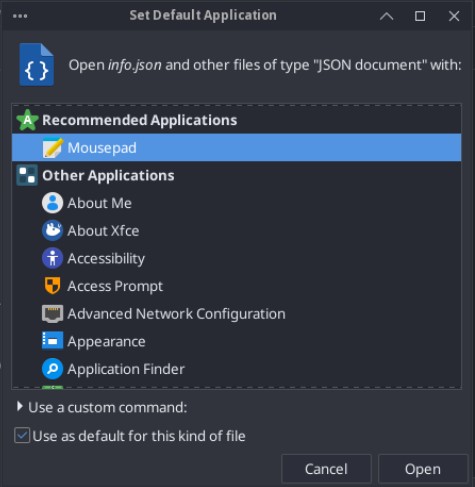 Set Default Application
Open info.json and other files of type "JSON document" with:
Recommended Applications
Mousepad
Other Applications
About Me
About Xfce
Accessibility
Access Prompt
Advanced Network Configuration
Appearance
Application Finder
Use a custom command:
Use as default for this kind of file
Cancel
Open